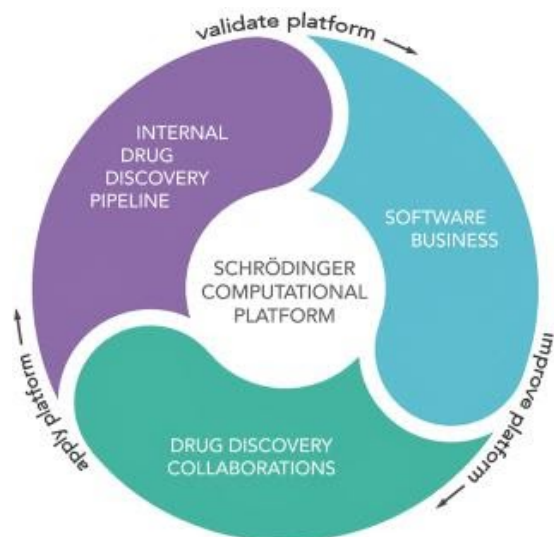 validate platform
INTERNAL
DRUG
DISCOVERY
PIPELINE
SOFTWARE
BUSINESS
SCHRÖDINGER
COMPUTATIONAL
PLATFORM
improve platform
apply platform
DRUG DISCOVERY
COLLABORATIONS